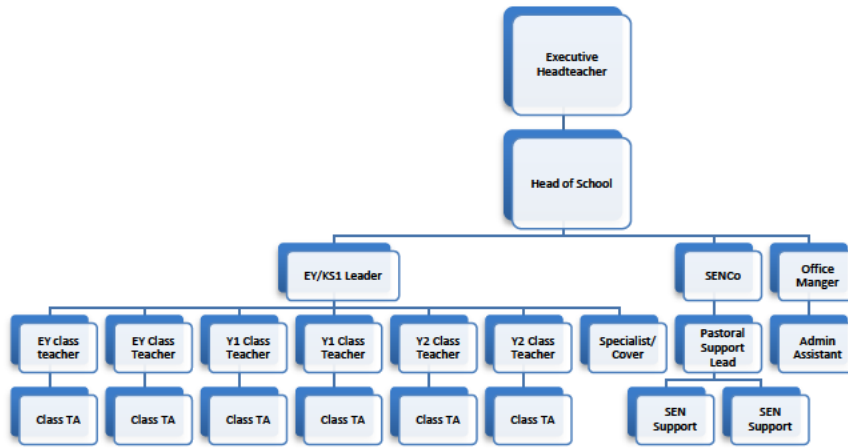 Executive
Headteacher
Head of School
EY/KS1 Leader
SENCo
Office
Manger
EY class
teacher
EY Class
Teacher
Y1 Class
Teacher
Y1 Class
Teacher
Y2 Class
Teacher
Y2 Class
Teacher
Specialist/
Cover
Pastoral
Support
Lead
Admin
Assistant
Class TA
Class TA
Class TA
Class TA
Class TA
Class TA
SEN
Support
SEN
Support